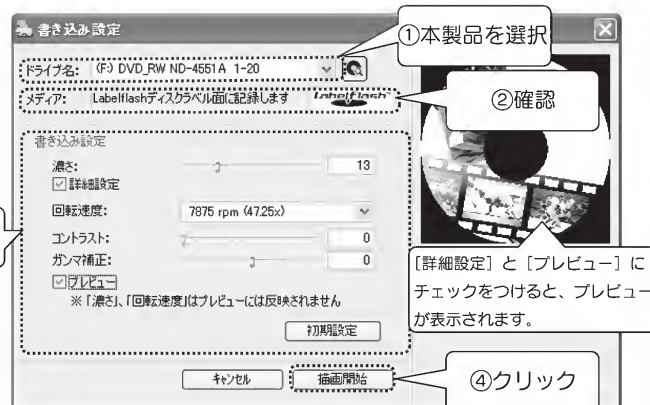 書き込み設定
①本製品を選択
ドライブ名: (F:) DVD_RW ND-4551A 1-20
メディア: Labelflashディスクラベル面に記録します Labelflash
②確認
書き込み設定
濃さ: 13
詳細設定
回転速度: 7875 rpm (47.25x)
コントラスト: 0
ガンマ補正: 0
プレビュー
※「濃さ」、「回転速度」はプレビューには反映されません
初期設定
[詳細設定]と[プレビュー]に
チェックをつけると、プレビュー
が表示されます。
キャンセル 描画開始
④クリック